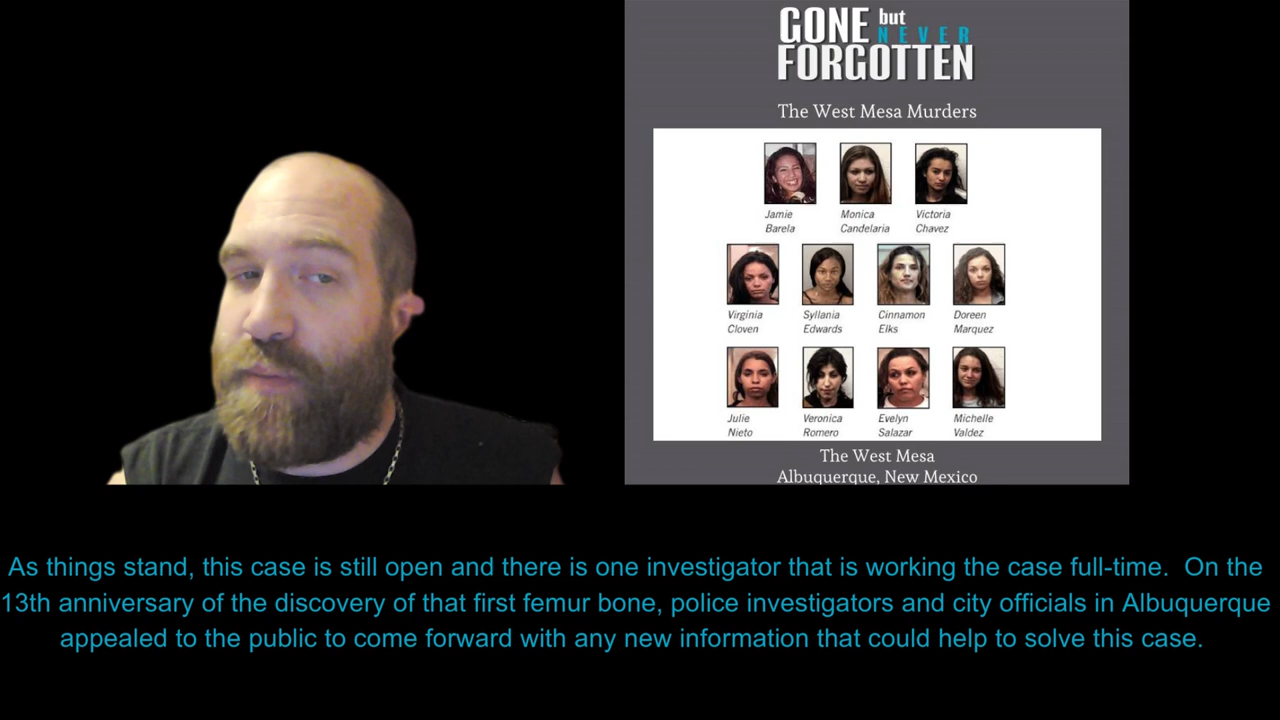 GONE but
NEVER
FORGOTTEN
The West Mesa Murders
Jamie Barela
Monica Candelaria
Victoria Chavez
Virginia Cloven
Syllania Edwards
Cinnamon Elks
Doreen Marquez
Julie Nieto
Veronica Romero
Evelyn Salazar
Michelle Valdez
The West Mesa
Albuquerque, New Mexico
As things stand, this case is still open and there is one investigator that is working the case full-time.  On the
13th anniversary of the discovery of that first femur bone, police investigators and city officials in Albuquerque
appealed to the public to come forward with any new information that could help to solve this case.